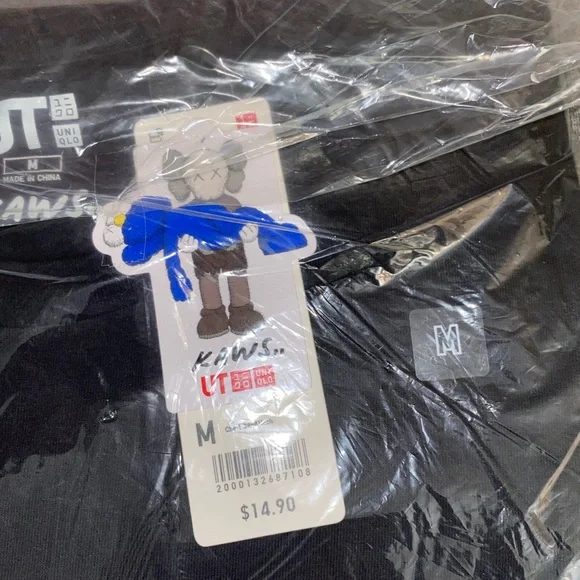 UT ユニクロ UNIQLO
M
MADE IN CHINA
KAWS
KAWS..
UT ユニクロ UNIQLO
M
2000132687108
$14.90
M